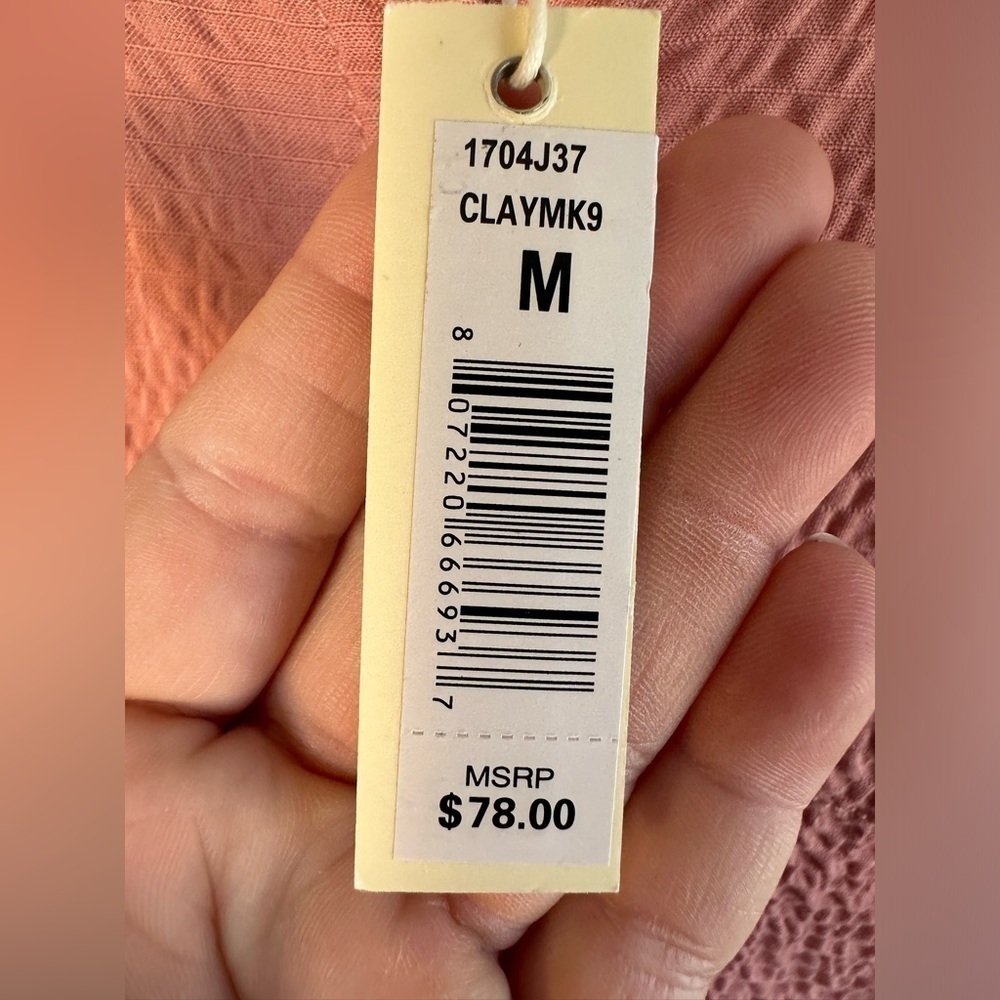 1704J37
CLAYMK9
M
8 07220 66693 7
MSRP
$78.00